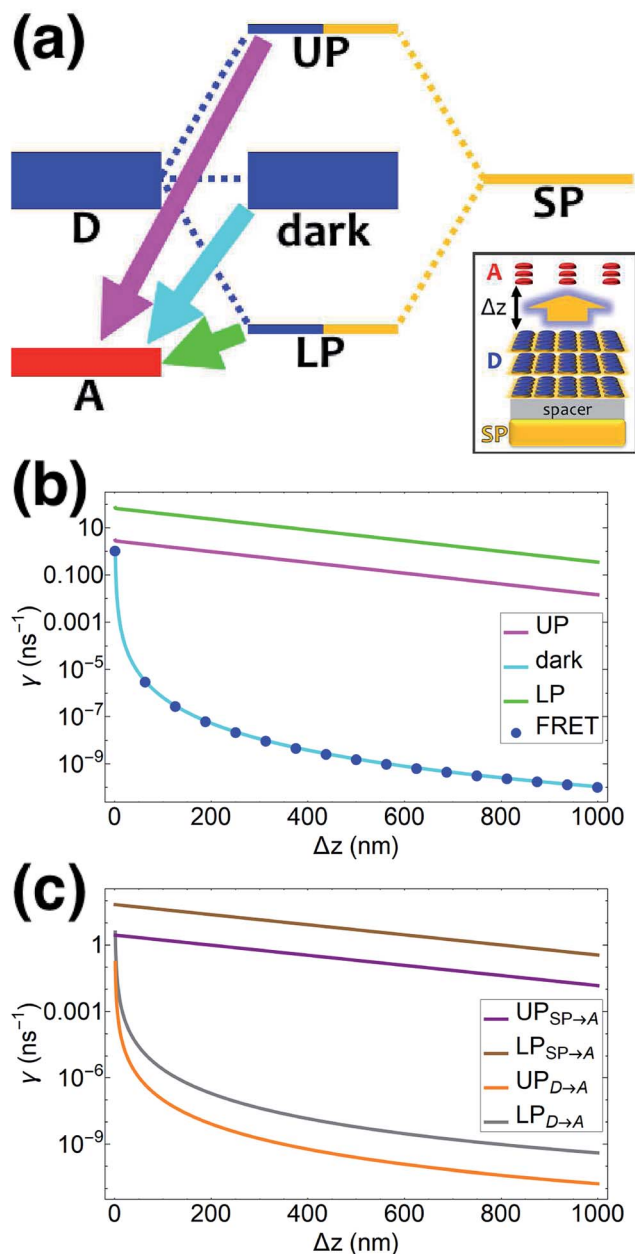 (a)
UP
D
dark
SP
LP
A
A
Δz
D
spacer
SP
(b)
γ (ns⁻¹)
10
0.100
0.001
10⁻⁵
10⁻⁷
10⁻⁹
UP
dark
LP
FRET
0 200 400 600 800 1000
Δz (nm)
(c)
γ (ns⁻¹)
1
0.001
10⁻⁶
10⁻⁹
UP_SP→A
LP_SP→A
UP_D→A
LP_D→A
0 200 400 600 800 1000
Δz (nm)